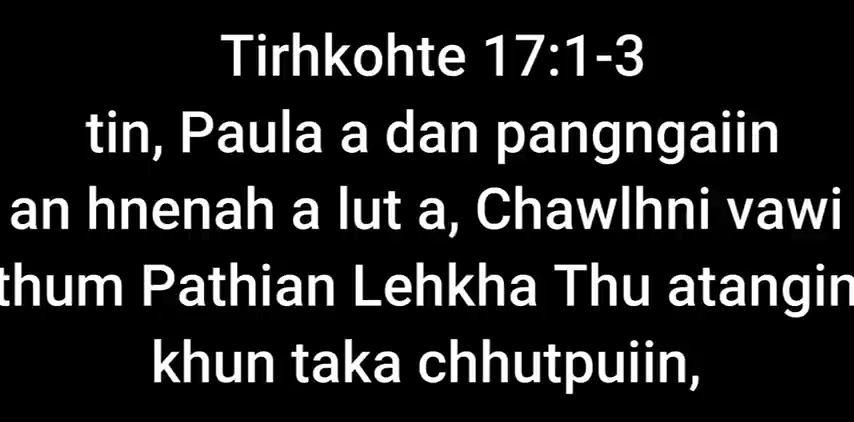 Tirhkohte 17:1-3
tin, Paula a dan pangngaiin
an hnenah a lut a, Chawlhni vawi
thum Pathian Lehkha Thu atangin
khun taka chhutpuiin,